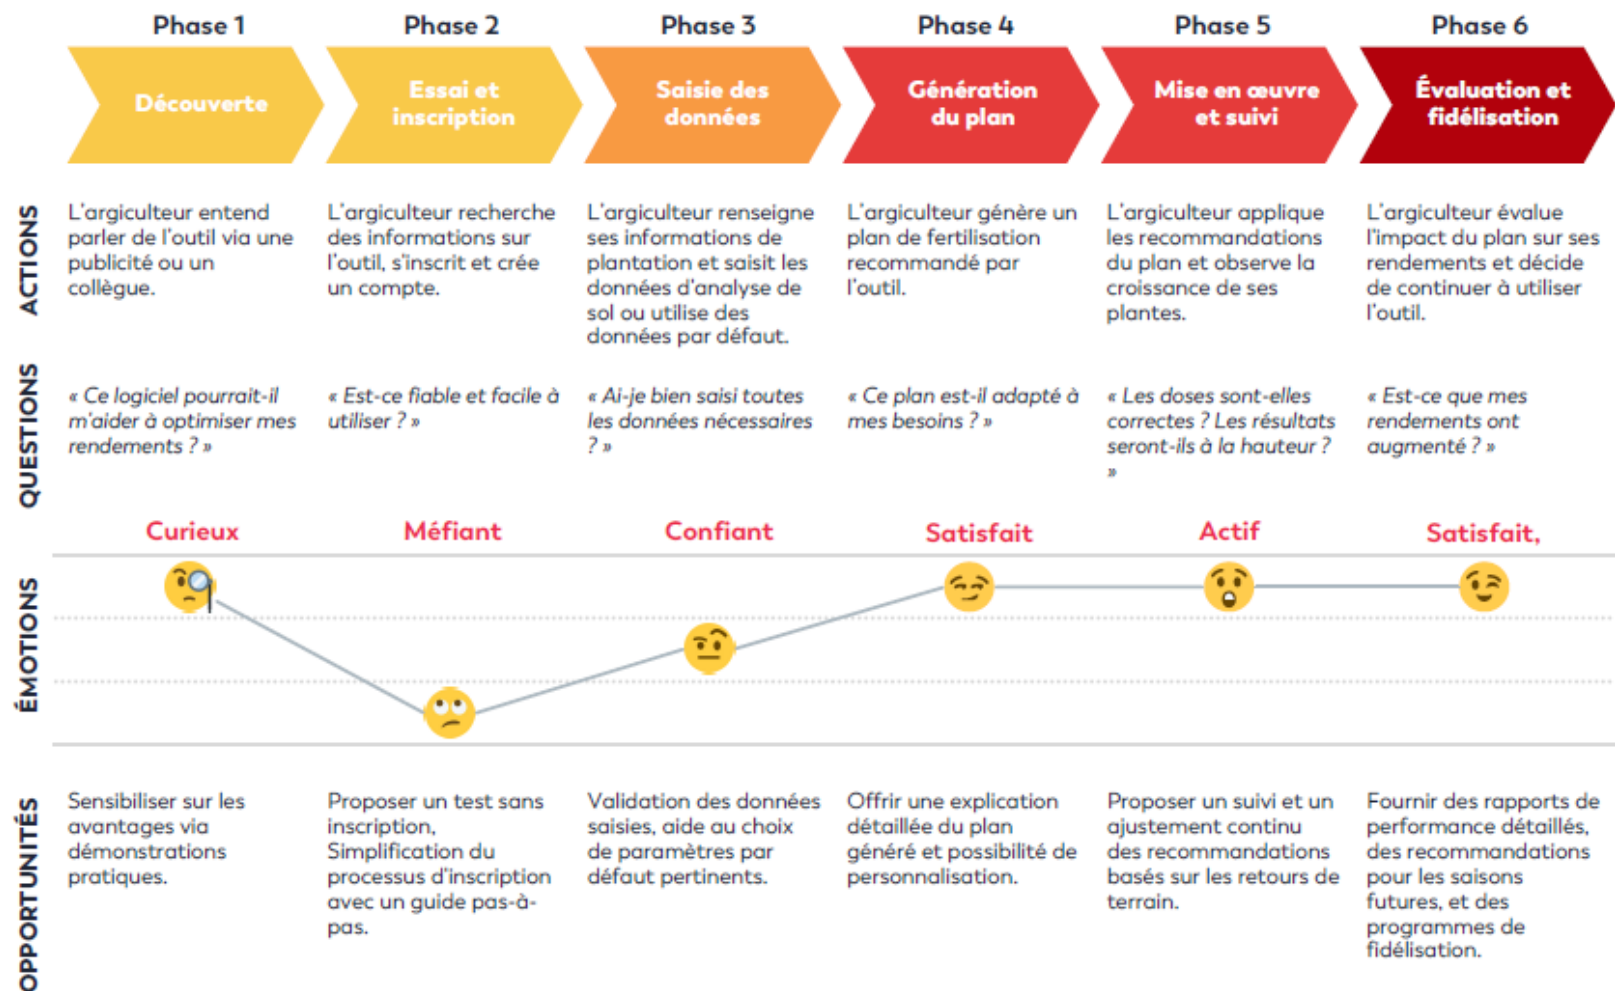 Phase 1
Phase 2
Phase 3
Phase 4
Phase 5
Phase 6
Découverte
Essai et
inscription
Saisie des
données
Génération
du plan
Mise en œuvre
et suivi
Évaluation et
fidélisation
ACTIONS
L'argiculteur entend
parler de l'outil via une
publicité ou un
collègue.
L'argiculteur recherche
des informations sur
l'outil, s'inscrit et crée
un compte.
L'argiculteur renseigne
ses informations de
plantation et saisit les
données d'analyse de
sol ou utilise des
données par défaut.
L'argiculteur génère un
plan de fertilisation
recommandé par
l'outil.
L'argiculteur applique
les recommandations
du plan et observe la
croissance de ses
plantes.
L'argiculteur évalue
l'impact du plan sur ses
rendements et décide
de continuer à utiliser
l'outil.
QUESTIONS
« Ce logiciel pourrait-il
m'aider à optimiser mes
rendements ? »
« Est-ce fiable et facile à
utiliser ? »
« Ai-je bien saisi toutes
les données nécessaires
? »
« Ce plan est-il adapté à
mes besoins ? »
« Les doses sont-elles
correctes ? Les résultats
seront-ils à la hauteur ?
»
« Est-ce que mes
rendements ont
augmenté ? »
ÉMOTIONS
Curieux
Méfiant
Confiant
Satisfait
Actif
Satisfait,
OPPORTUNITÉS
Sensibiliser sur les
avantages via
démonstrations
pratiques.
Proposer un test sans
inscription,
Simplification du
processus d'inscription
avec un guide pas-à-
pas.
Validation des données
saisies, aide au choix
de paramètres par
défaut pertinents.
Offrir une explication
détaillée du plan
généré et possibilité de
personnalisation.
Proposer un suivi et un
ajustement continu
des recommandations
basés sur les retours de
terrain.
Fournir des rapports de
performance détaillés,
des recommandations
pour les saisons
futures, et des
programmes de
fidélisation.